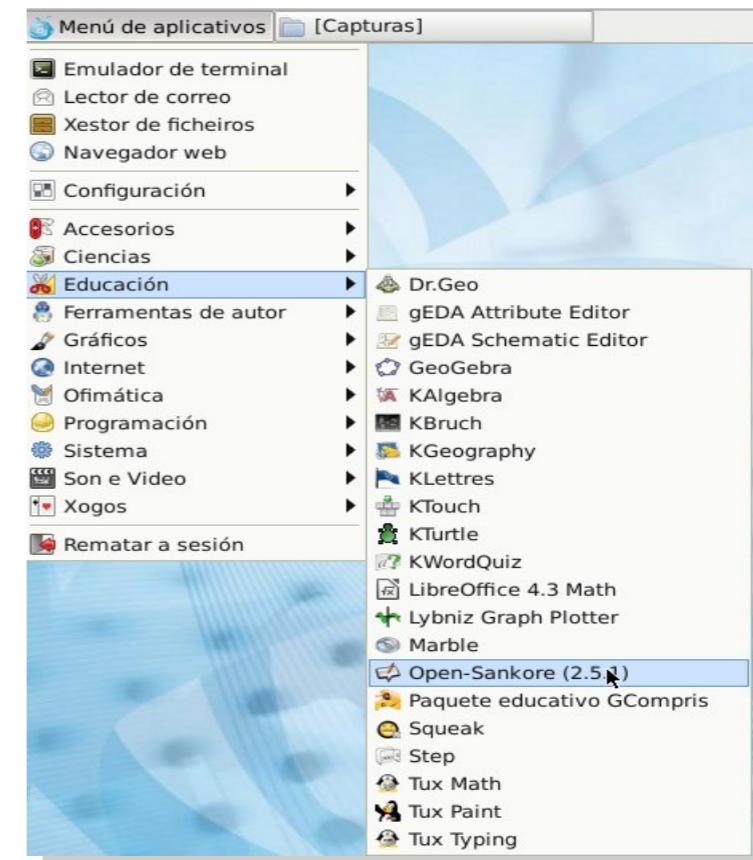 Menú de aplicativos [Capturas]
Emulador de terminal
Lector de correo
Xestor de ficheiros
Navegador web
Configuración
Accesorios
Ciencias
Educación
Ferramentas de autor
Gráficos
Internet
Ofimática
Programación
Sistema
Son e Video
Xogos
Rematar a sesión
Dr.Geo
gEDA Attribute Editor
gEDA Schematic Editor
GeoGebra
KAlgebra
KBruch
KGeography
KLettres
KTouch
KTurtle
KWordQuiz
LibreOffice 4.3 Math
Lybniz Graph Plotter
Marble
Open-Sankore (2.5.1)
Paquete educativo GCompris
Squeak
Step
Tux Math
Tux Paint
Tux Typing